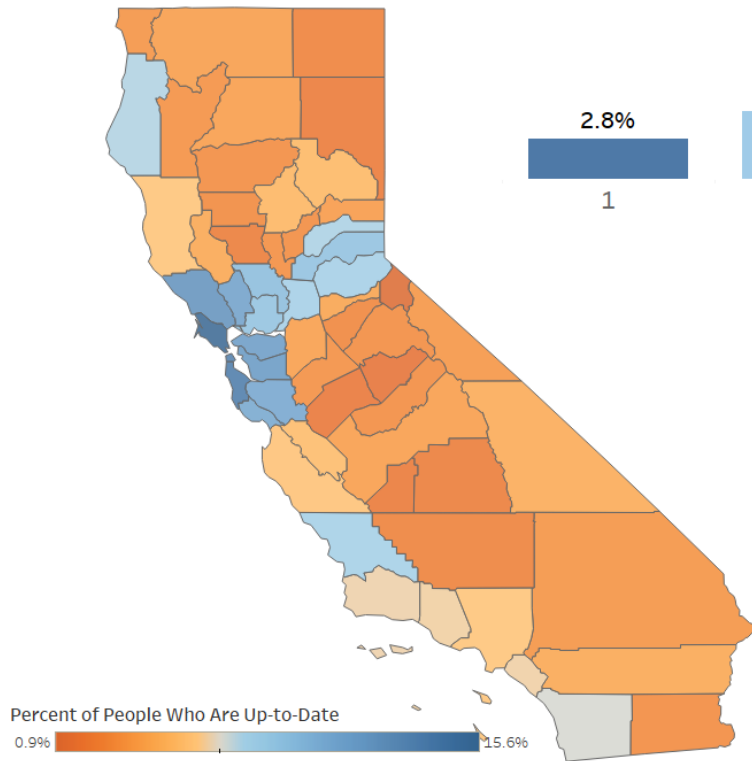 2.8%
1
Percent of People Who Are Up-to-Date
0.9%
15.6%